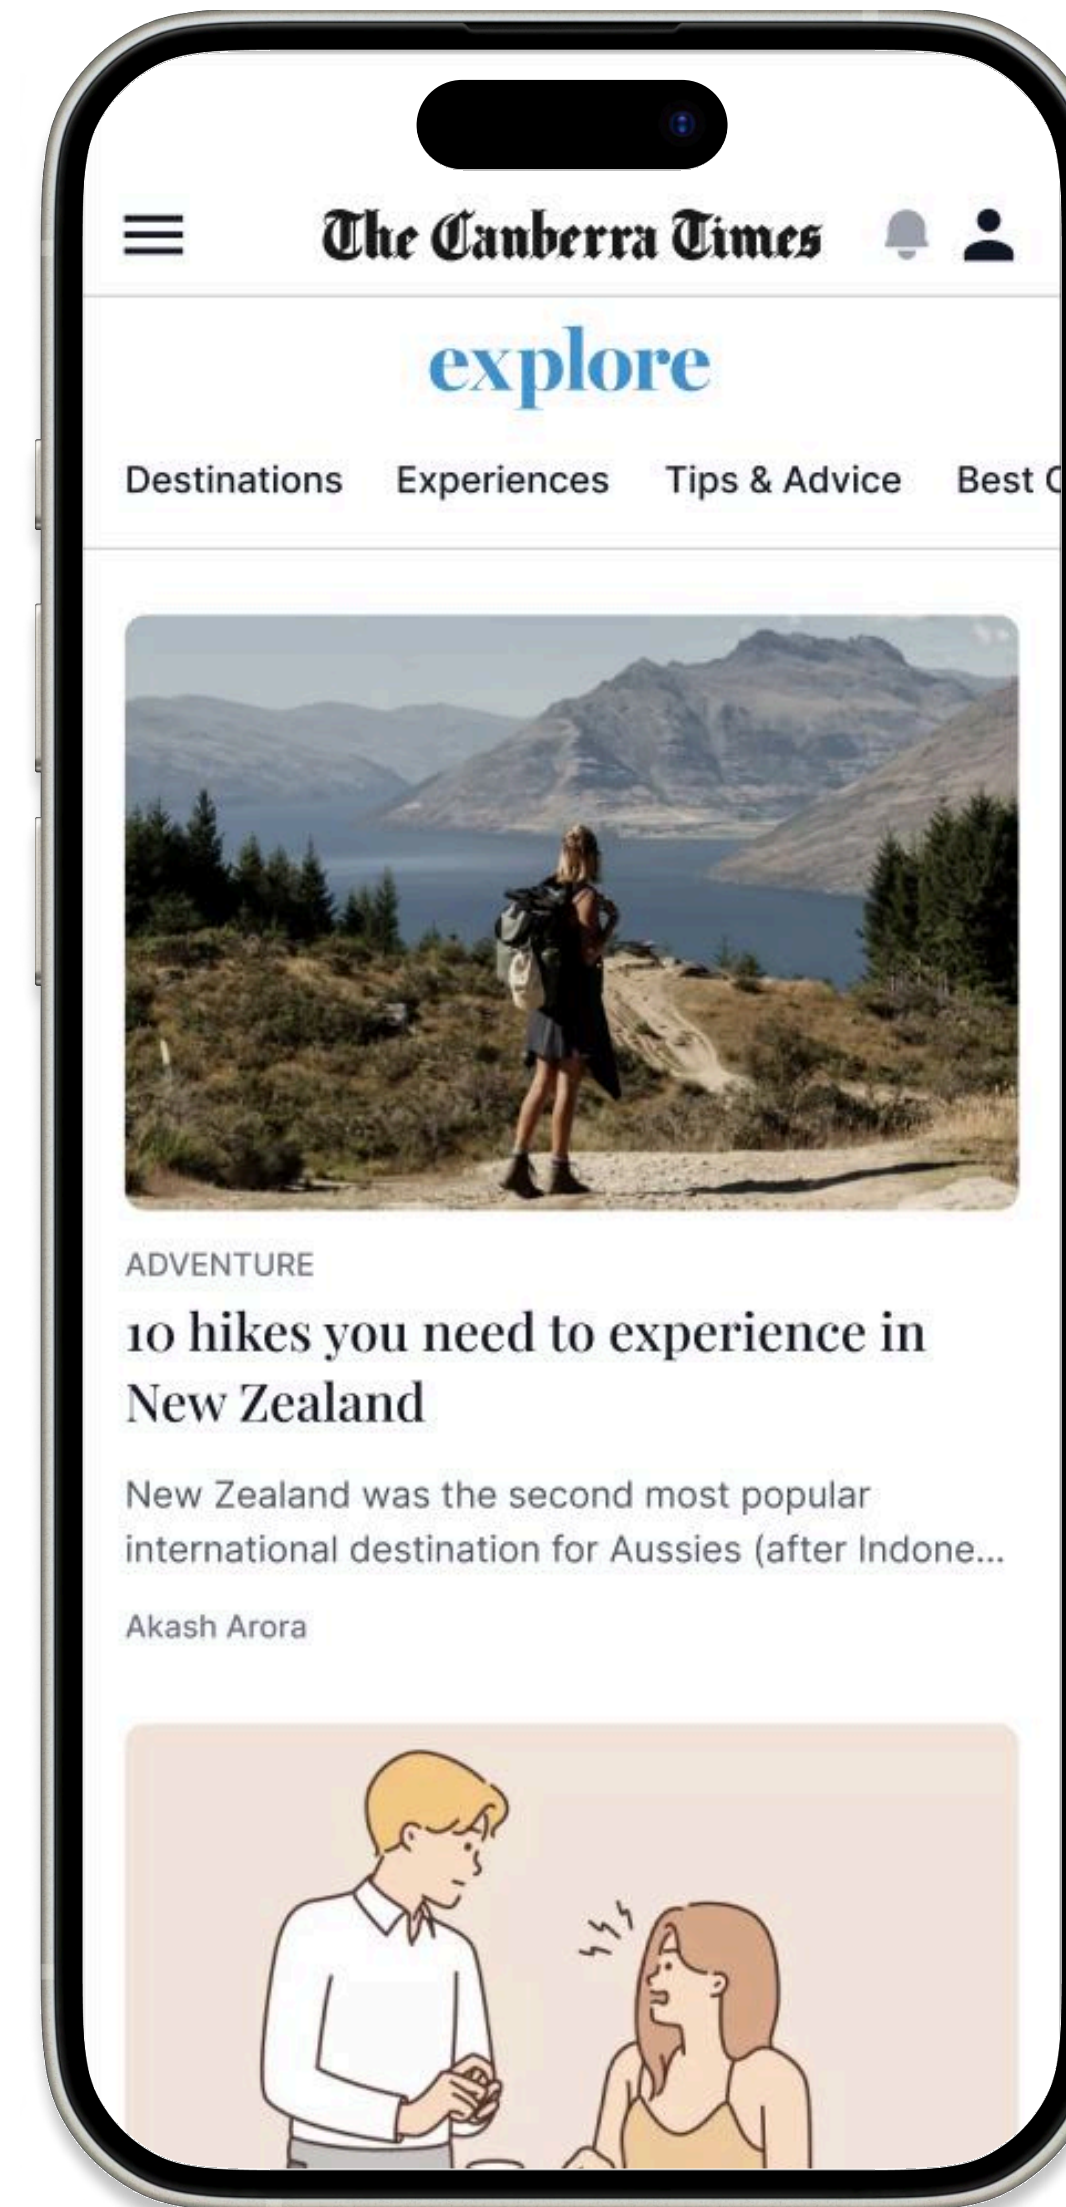 The Canberra Times
explore
Destinations Experiences Tips & Advice Best
ADVENTURE
10 hikes you need to experience in
New Zealand
New Zealand was the second most popular
international destination for Aussies (after Indone...
Akash Arora